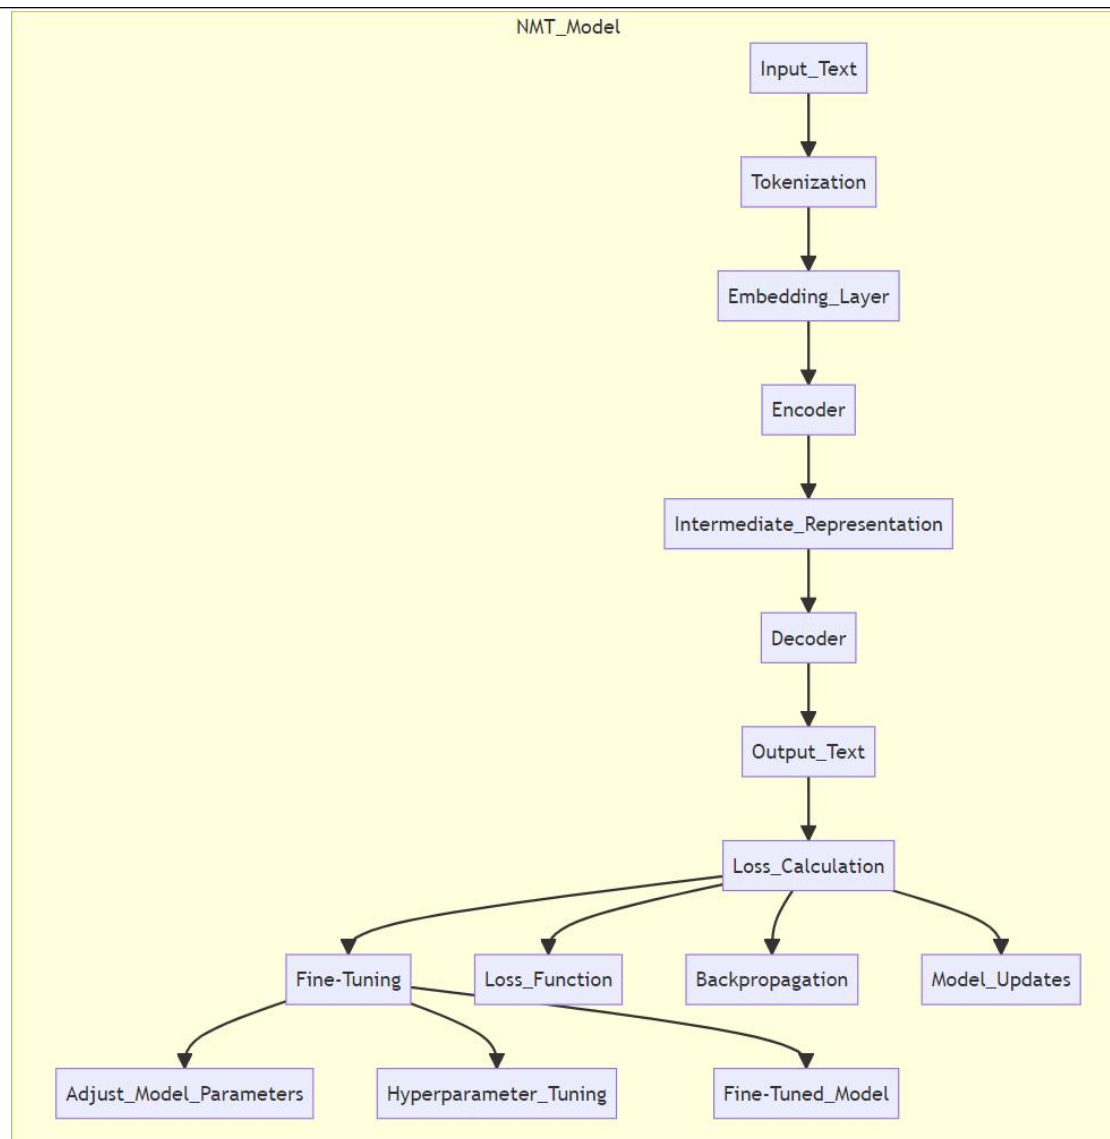 NMT_Model
Input_Text
Tokenization
Embedding_Layer
Encoder
Intermediate_Representation
Decoder
Output_Text
Loss_Calculation
Fine-Tuning
Loss_Function
Backpropagation
Model_Updates
Adjust_Model_Parameters
Hyperparameter_Tuning
Fine-Tuned_Model